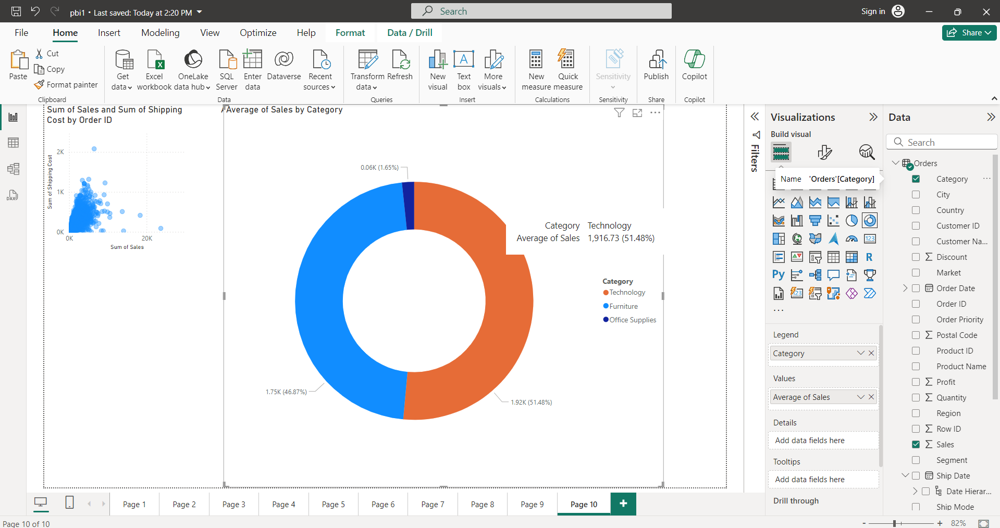 pbi1 • Last saved: Today at 2:20 PM
Search
Sign in
File Home Insert Modeling View Optimize Help Format Data / Drill
Share
Paste
Cut
Copy
Format painter
Clipboard
Get data
Excel workbook
OneLake data hub
SQL Server
Enter data
Dataverse
Recent sources
Data
Transform data
Refresh
Queries
New visual
Text box
A
More visuals
Insert
New measure
Quick measure
Calculations
Sensitivity
Sensitivity
Publish
Share
Copilot
Copilot
DAX
Sum of Sales and Sum of Shipping
Cost by Order ID
2K
1K
0K
Sum of Shipping Cost
0K 20K
Sum of Sales
Average of Sales by Category
0.06K (1.65%)
1.75K (46.87%)
1.92K (51.48%)
Category Technology
Average of Sales 1,916.73 (51.48%)
Category
Technology
Furniture
Office Supplies
Filters
Visualizations
Build visual
Name 'Orders'[Category]
123
R
Py
123
Legend
Category
Values
Average of Sales
Details
Add data fields here
Tooltips
Add data fields here
Drill through
Data
Search
Orders
Category
City
Country
Customer ID
Customer Na...
Discount
Market
Order Date
Order ID
Order Priority
Postal Code
Product ID
Product Name
Profit
Quantity
Region
Row ID
Sales
Segment
Ship Date
Date Hierar...
Ship Mode
Page 1 Page 2 Page 3 Page 4 Page 5 Page 6 Page 7 Page 8 Page 9 Page 10 +
Page 10 of 10
- + 82%